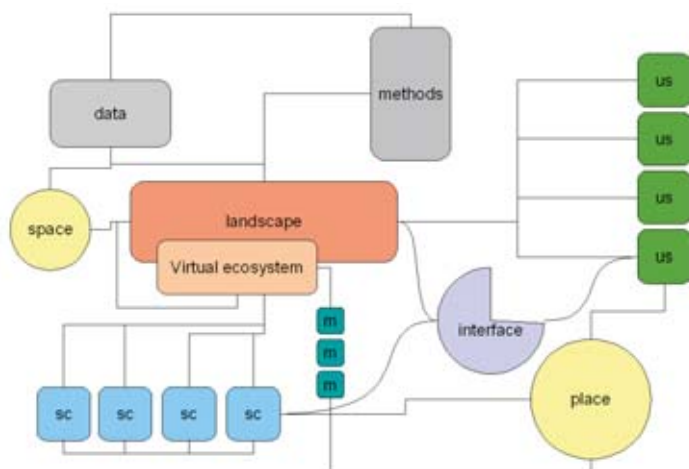 methods
us
data
us
us
space
landscape
us
Virtual ecosystem
m
interface
m
m
sc
sc
sc
sc
place